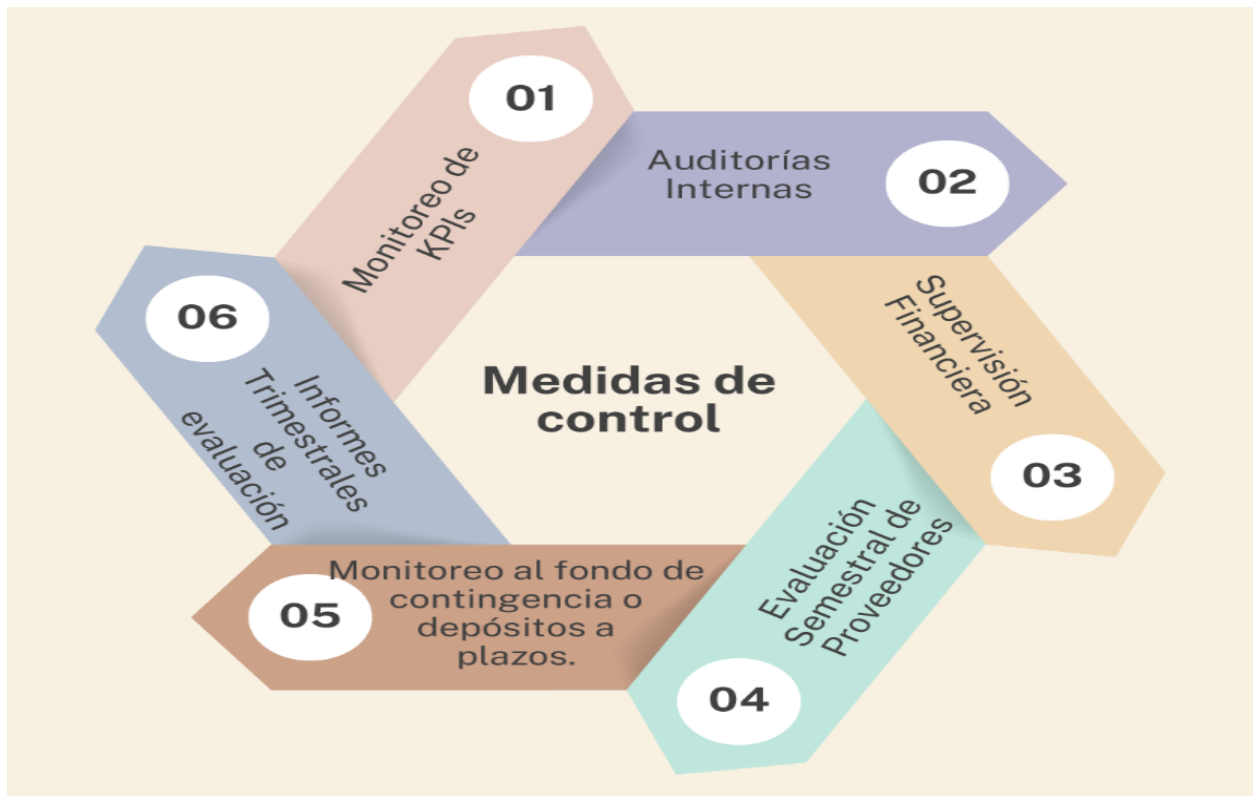 01
Monitoreo de
KPIs
02
Auditorías
Internas
03
Supervisión
Financiera
04
Evaluación
Semestral de
Proveedores
05
Monitoreo al fondo de
contingencia o
depósitos a
plazos.
06
Informes
Trimestrales
de
evaluación
Medidas de
control